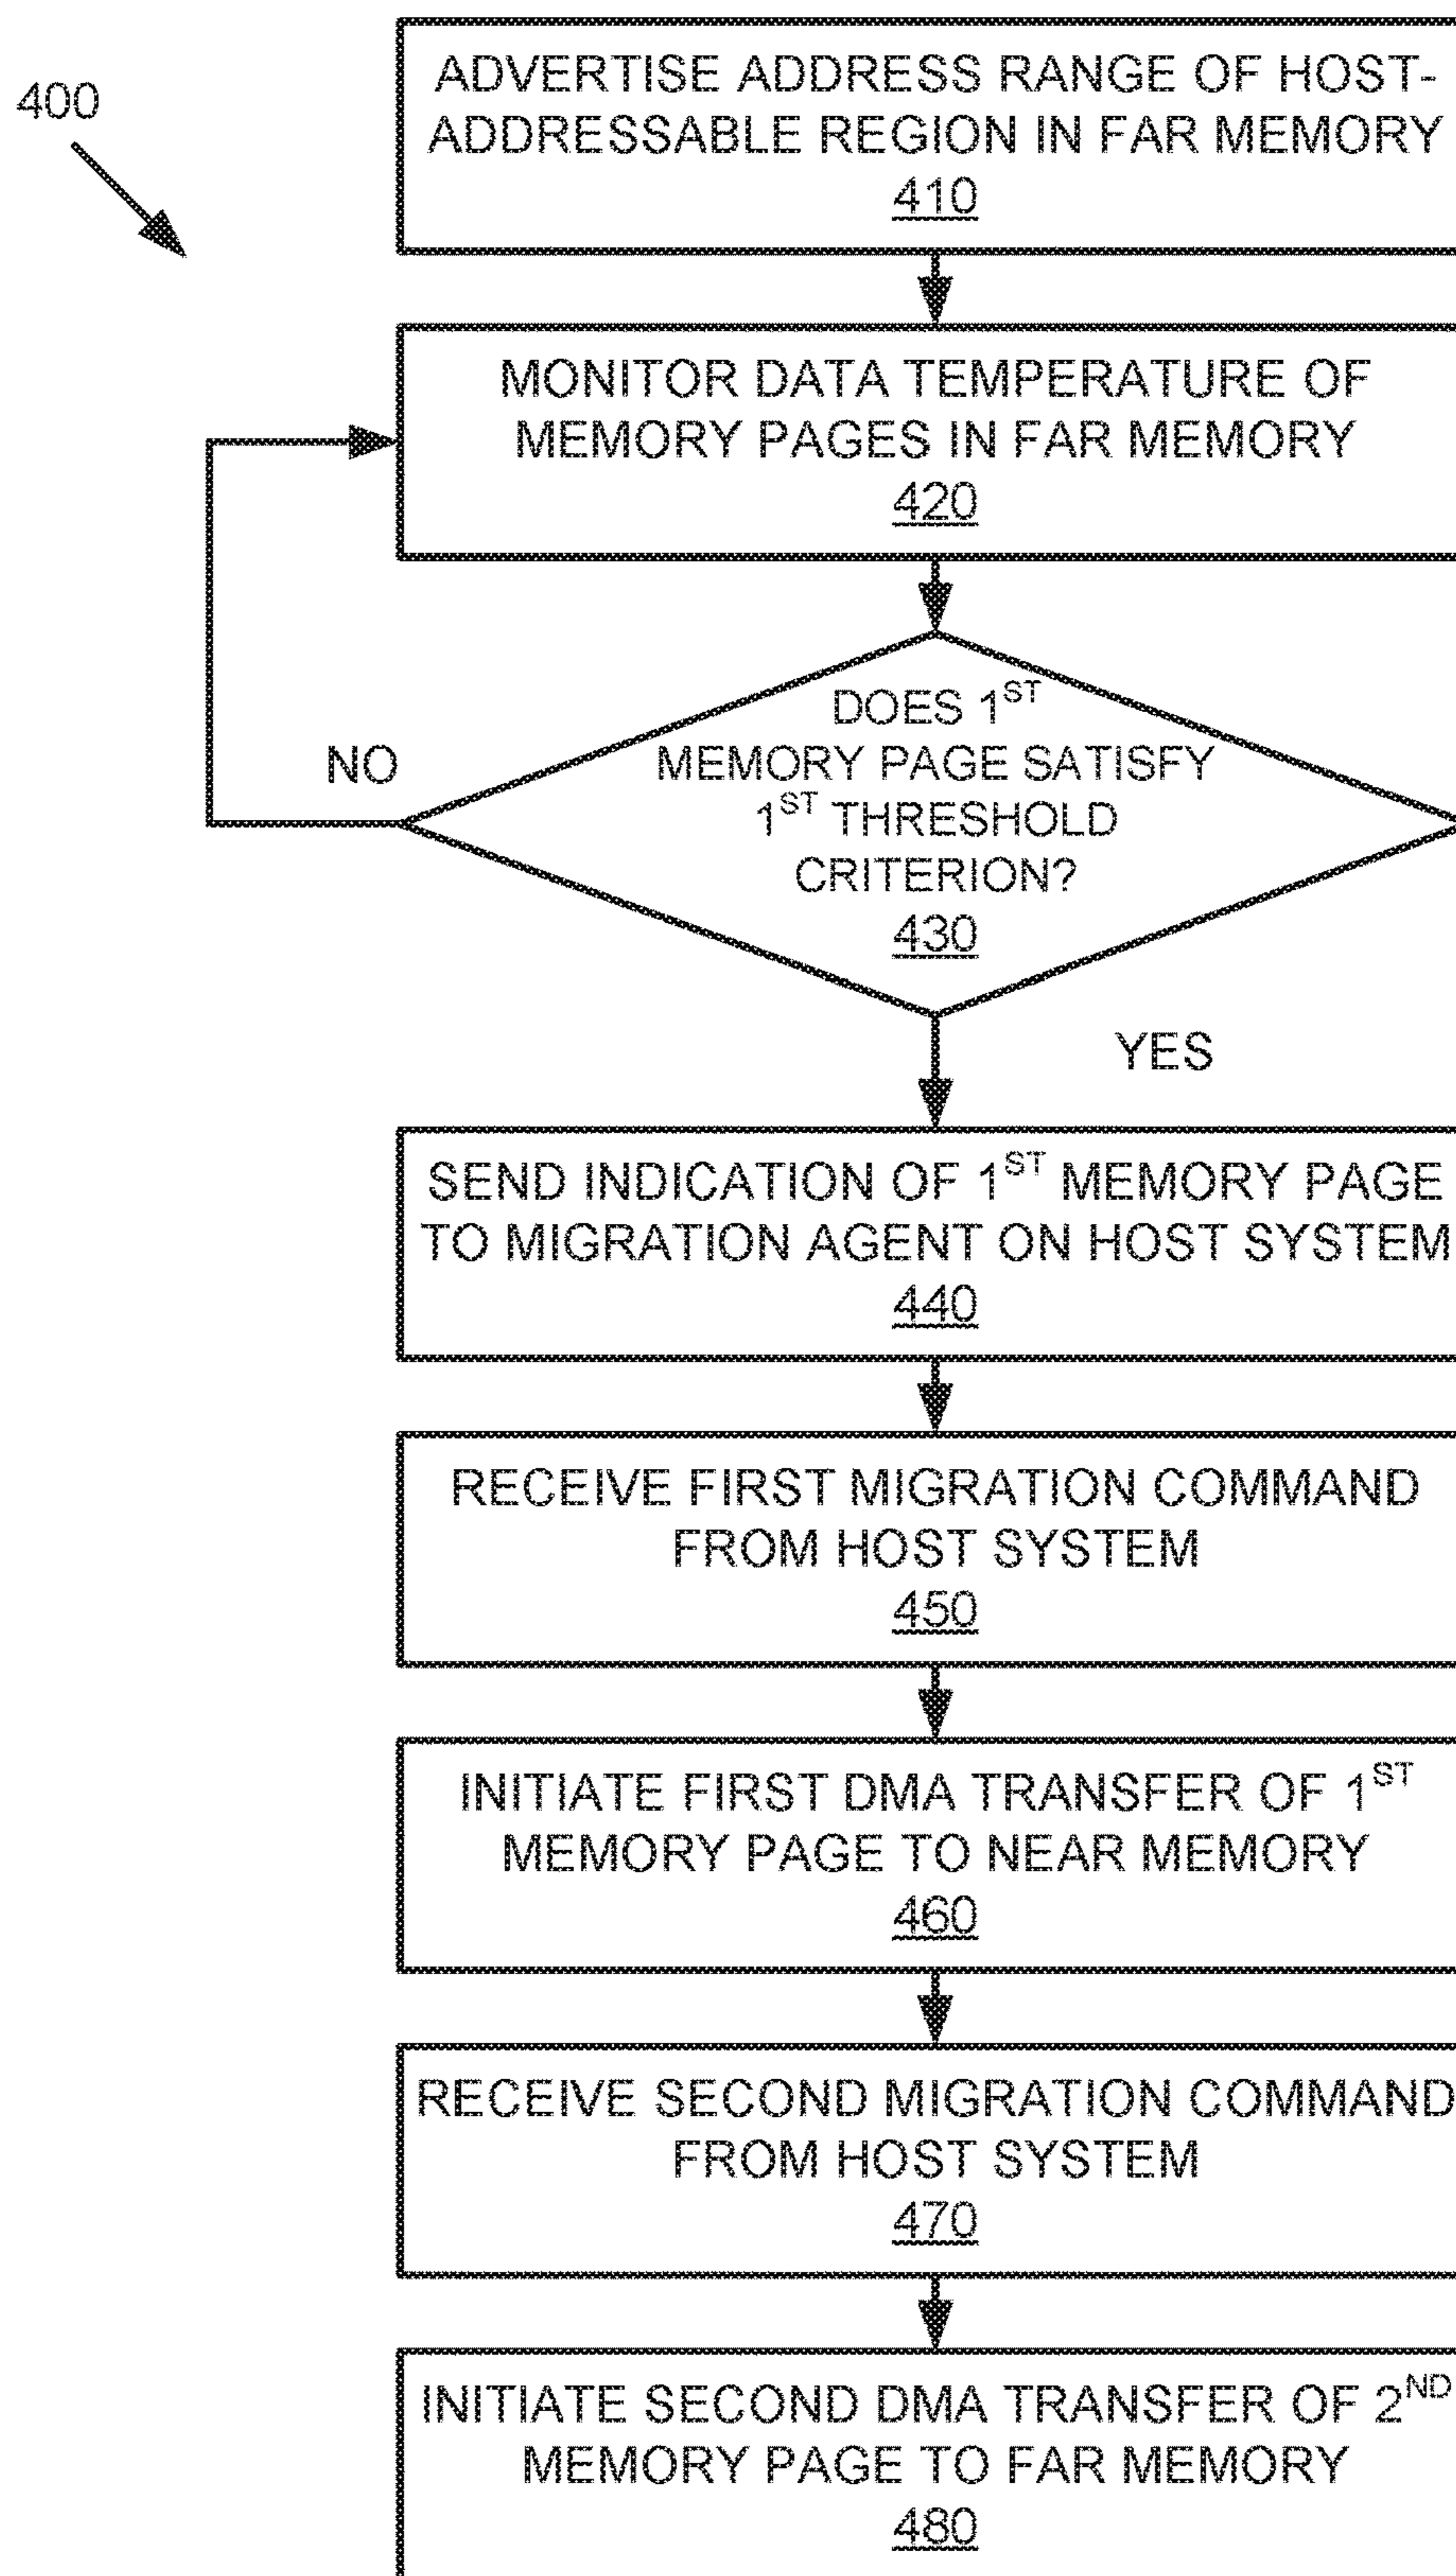 400
ADVERTISE ADDRESS RANGE OF HOST-
ADDRESSABLE REGION IN FAR MEMORY
410
MONITOR DATA TEMPERATURE OF
MEMORY PAGES IN FAR MEMORY
420
DOES 1ST
MEMORY PAGE SATISFY
1ST THRESHOLD
CRITERION?
430
NO
YES
SEND INDICATION OF 1ST MEMORY PAGE
TO MIGRATION AGENT ON HOST SYSTEM
440
RECEIVE FIRST MIGRATION COMMAND
FROM HOST SYSTEM
450
INITIATE FIRST DMA TRANSFER OF 1ST
MEMORY PAGE TO NEAR MEMORY
460
RECEIVE SECOND MIGRATION COMMAND
FROM HOST SYSTEM
470
INITIATE SECOND DMA TRANSFER OF 2ND
MEMORY PAGE TO FAR MEMORY
480